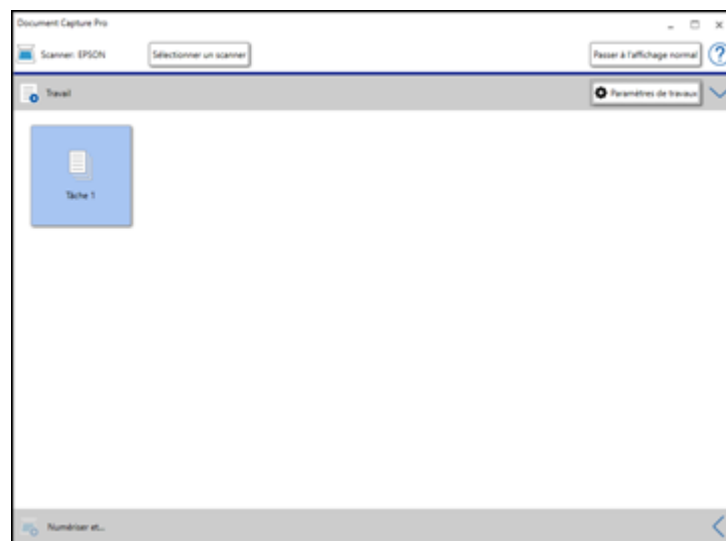 Document Capture Pro
Scanner: EPSON
Sélectionner un scanner
Passer à l'affichage normal
?
Travail
Paramètres de travaux
Tâche 1
Numériser et...